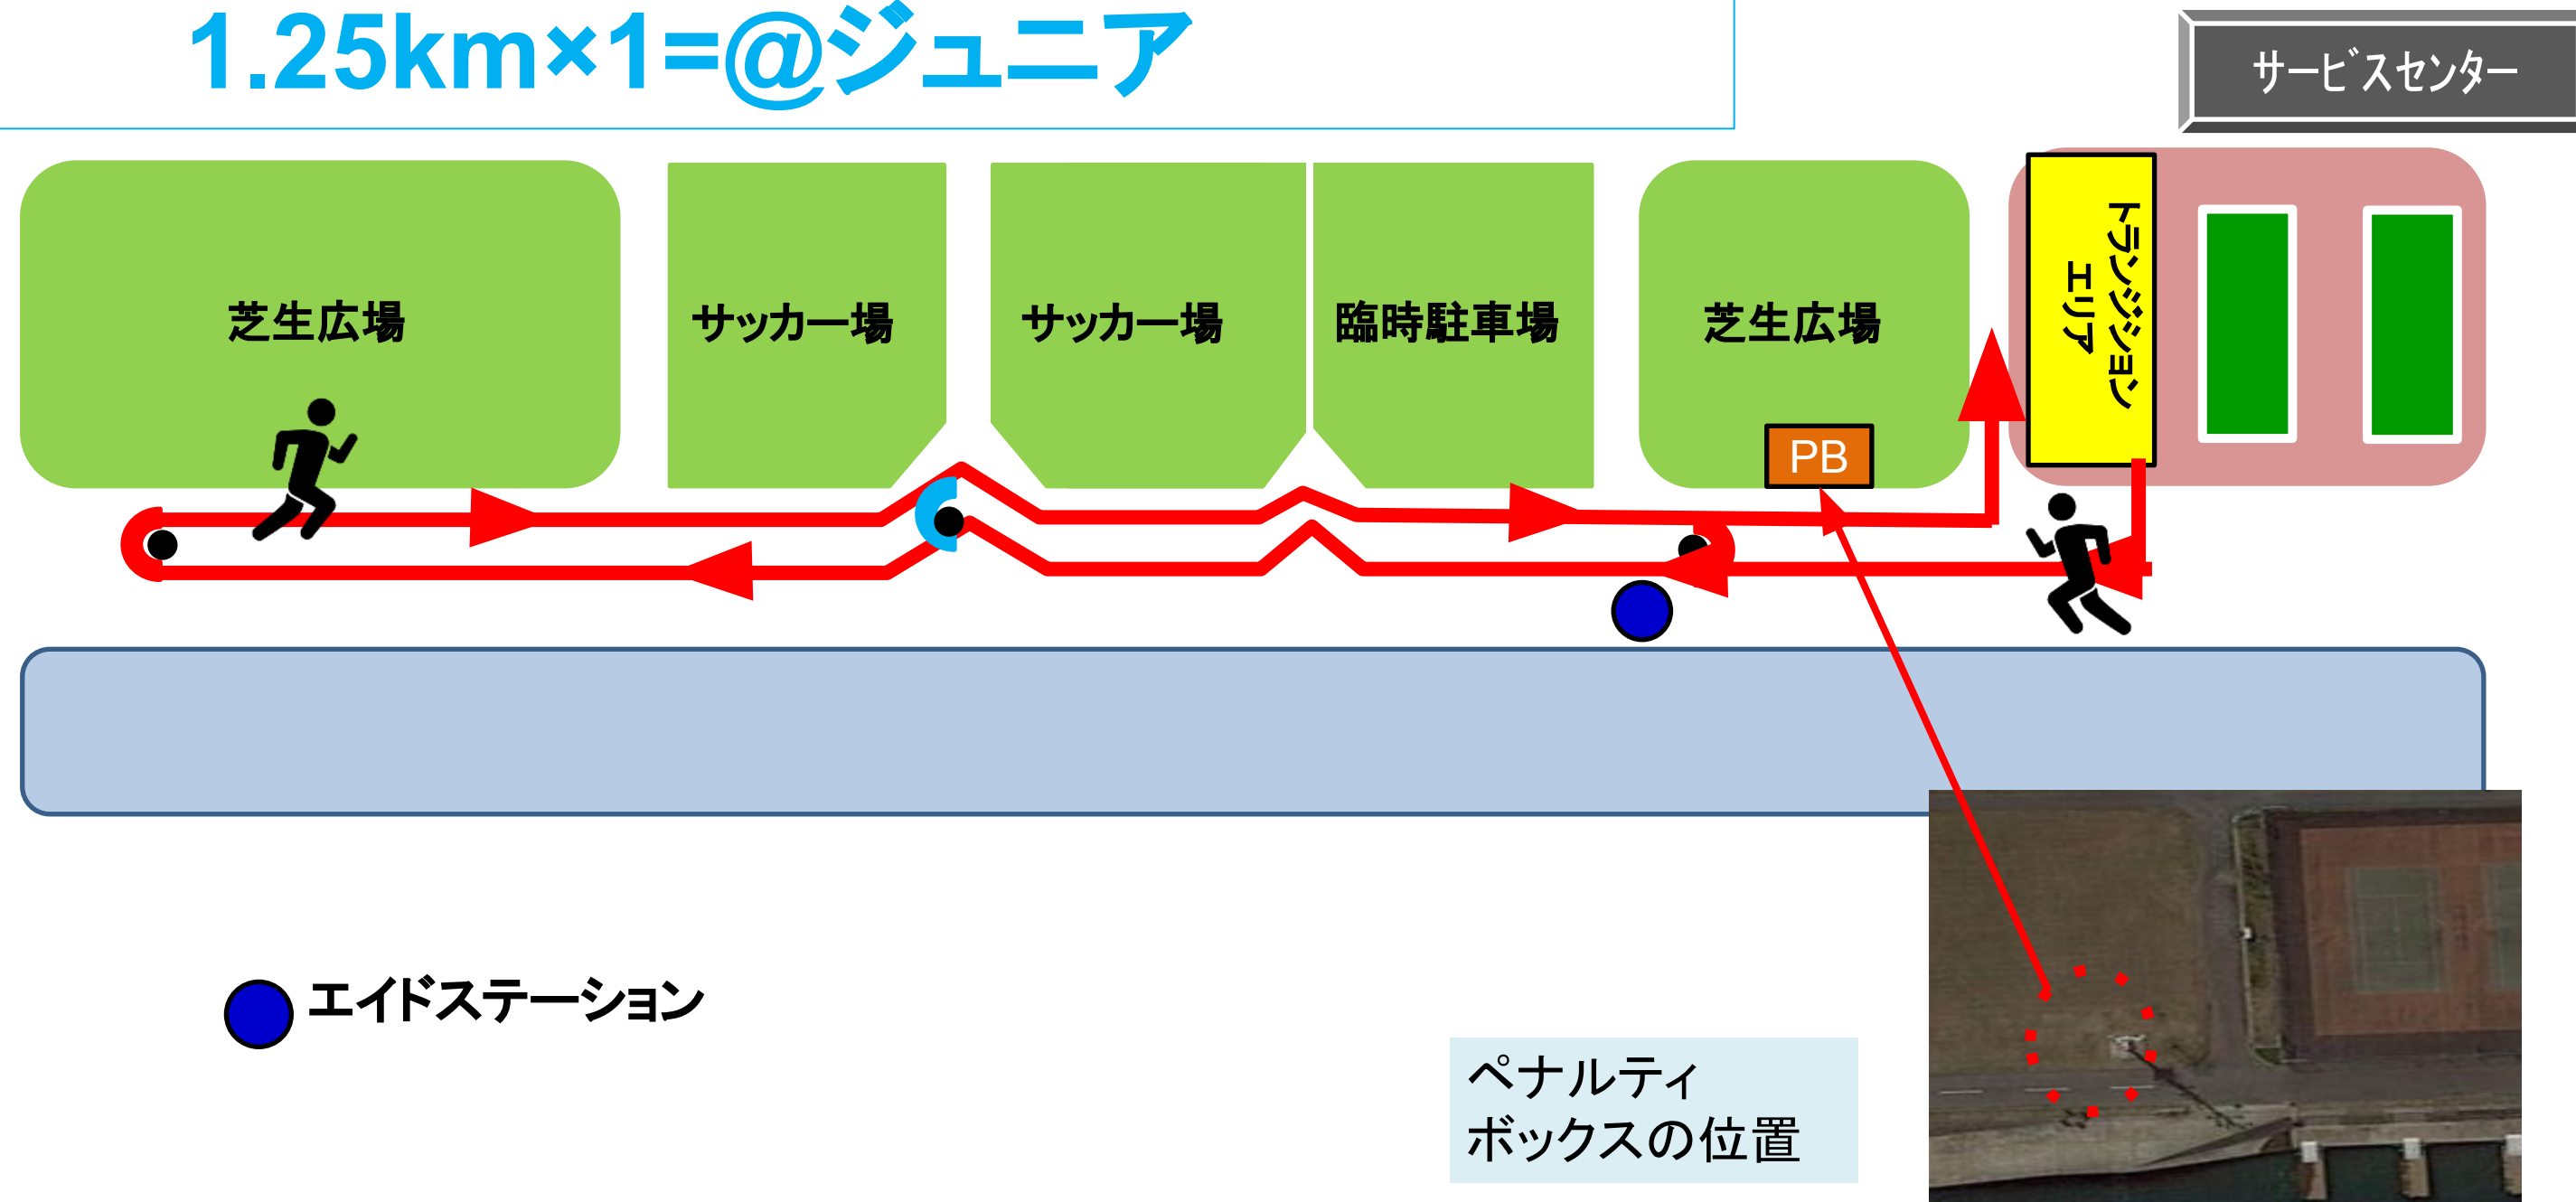 1.25km×1=@ジュニア
サービスセンター
芝生広場
サッカー場
サッカー場
臨時駐車場
芝生広場
トランジション
エリア
PB
エイドステーション
ペナルティ
ボックスの位置